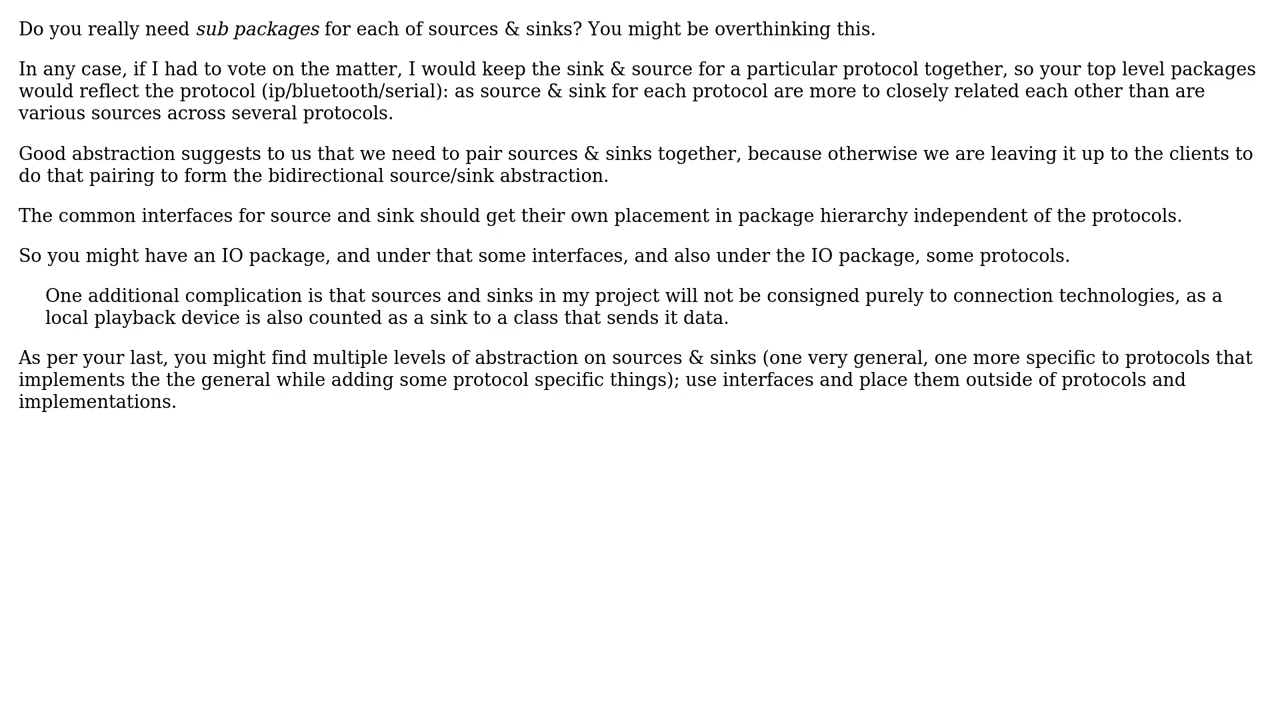 Do you really need sub packages for each of sources & sinks? You might be overthinking this.
In any case, if I had to vote on the matter, I would keep the sink & source for a particular protocol together, so your top level packages
would reflect the protocol (ip/bluetooth/serial): as source & sink for each protocol are more to closely related each other than are
various sources across several protocols.
Good abstraction suggests to us that we need to pair sources & sinks together, because otherwise we are leaving it up to the clients to
do that pairing to form the bidirectional source/sink abstraction.
The common interfaces for source and sink should get their own placement in package hierarchy independent of the protocols.
So you might have an IO package, and under that some interfaces, and also under the IO package, some protocols.
One additional complication is that sources and sinks in my project will not be consigned purely to connection technologies, as a
local playback device is also counted as a sink to a class that sends it data.
As per your last, you might find multiple levels of abstraction on sources & sinks (one very general, one more specific to protocols that
implements the the general while adding some protocol specific things); use interfaces and place them outside of protocols and
implementations.